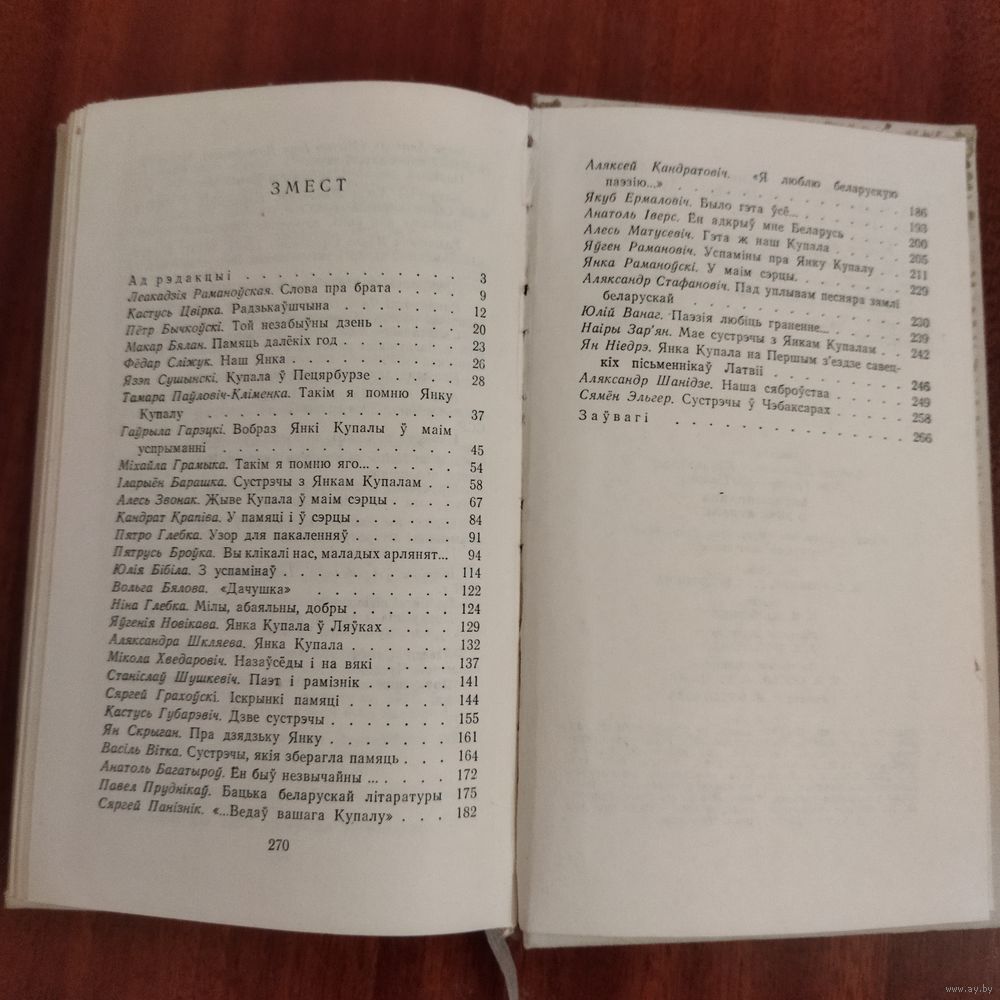 ЗМЕСТ
Ад рэдакцыі . . . . . . . . . . . . 3
Леакадзія Раманоўская. Слова пра брата . . . . 9
Кастусь Цвірка. Радзькаўшчына . . . . . . . 12
Пётр Бычкоўскі. Той незабыўны дзень . . . . . 20
Макар Бялан. Памяць далёкіх год . . . . . . 23
Фёдар Сліжук. Наш Янка . . . . . . . . . 26
Язэп Сушынскі. Купала ў Пецярбурзе . . . . . 28
Тамара Паўловіч-Кліменка. Такім я помню Янку
Купалу . . . . . . . . . . . . . 37
Гаўрыла Гарэцкі. Вобраз Янкі Купалы ў маім
успрыманні . . . . . . . . . . . . 45
Міхайла Грамыка. Такім я помню яго... . . . . . 54
Іларыён Барашка. Сустрэчы з Янкам Купалам . . 58
Алесь Звонак. Жыве Купала ў маім сэрцы . . . . 67
Кандрат Крапіва. У памяці і ў сэрцы . . . . . . 84
Пятро Глебка. Узор для пакаленняў . . . . . . 91
Пятрусь Броўка. Вы клікалі нас, маладых арлянят... 94
Юлія Бібіла. З успамінаў . . . . . . . . . 114
Вольга Бялова. «Дачушка» . . . . . . . . 122
Ніна Глебка. Мілы, абаяльны, добры . . . . . . 124
Яўгенія Новікава. Янка Купала ў Ляўках . . . . 129
Аляксандра Шкляева. Янка Купала . . . . . . 132
Мікола Хведаровіч. Назаўсёды і на вякі . . . . . 137
Станіслаў Шушкевіч. Паэт і рамізнік . . . . . . 141
Сяргей Грахоўскі. Іскрынкі памяці . . . . . . 144
Кастусь Губарэвіч. Дзве сустрэчы . . . . . . . 155
Ян Скрыган. Пра дзядзьку Янку . . . . . . . 161
Васіль Вітка. Сустрэчы, якія зберагла памяць . . . 164
Анатоль Багатыроў. Ён быў незвычайны ... . . . . 172
Павел Пруднікаў. Бацька беларускай літаратуры 175
Сяргей Панізнік. «...Ведаў вашага Купалу» . . . 182
270
Аляксей Кандратовіч. «Я люблю беларускую
паэзію...» . . . . . . . . . . . . . 186
Якуб Ермаловіч. Было гэта ўсё... . . . . . . . 193
Анатоль Іверс. Ён адкрыў мне Беларусь . . . . . 200
Алесь Матусевіч. Гэта ж наш Купала . . . . . . 205
Яўген Рамановіч. Успаміны пра Янку Купалу . . 211
Янка Раманоўскі. У маім сэрцы. . . . . . . . 229
Аляксандр Стафановіч. Пад уплывам песняра зямлі
беларускай . . . . . . . . . . . . 230
Юлій Ванаг. Паэзія любіць граненне... . . . . . 239
Наіры Зар'ян. Мае сустрэчы з Янкам Купалам . . 242
Ян Ніедрэ. Янка Купала на Першым з'ездзе савец-
кіх пісьменнікаў Латвіі . . . . . . . . . 246
Аляксандр Шанідзе. Наша сяброўства . . . . . 249
Сямён Эльгер. Сустрэчы ў Чэбаксарах . . . . . 258
Заўвагі . . . . . . . . . . . . . 266
www.ay.by